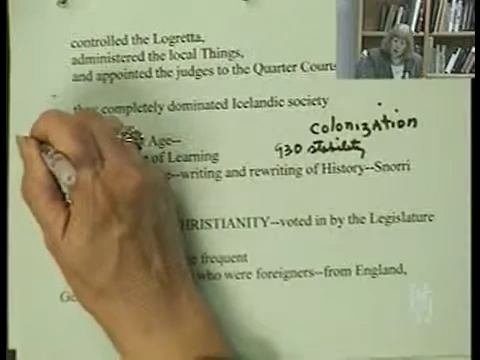 controlled the Logretta,
administered the local Things,
and appointed the judges to the Quarter Courts
they completely dominated Icelandic society
colonization
Age--
930 stability
of Learning
--writing and rewriting of History--Snorri
CHRISTIANITY--voted in by the Legislature
frequent
who were foreigners--from England,